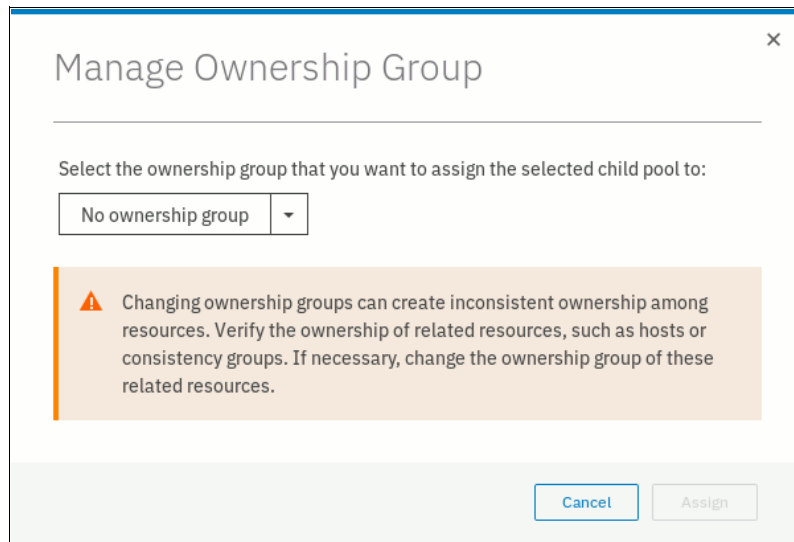 Manage Ownership Group
Select the ownership group that you want to assign the selected child pool to:
No ownership group
Changing ownership groups can create inconsistent ownership among
resources. Verify the ownership of related resources, such as hosts or
consistency groups. If necessary, change the ownership group of these
related resources.
Cancel
Assign